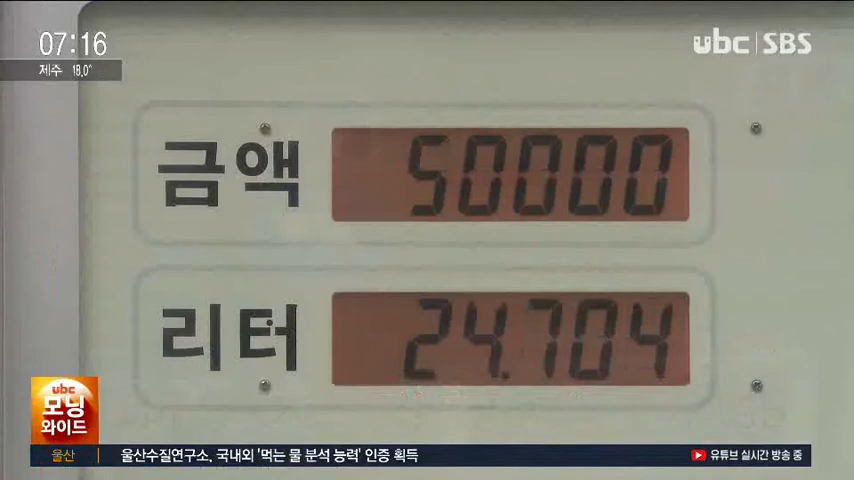 07:16
제주 18.0°
ubc SBS
금액 50000
리터 24.704
ubc
모닝
와이드
울산 울산수질연구소, 국내외 '먹는 물 분석 능력' 인증 획득
유튜브 실시간 방송 중